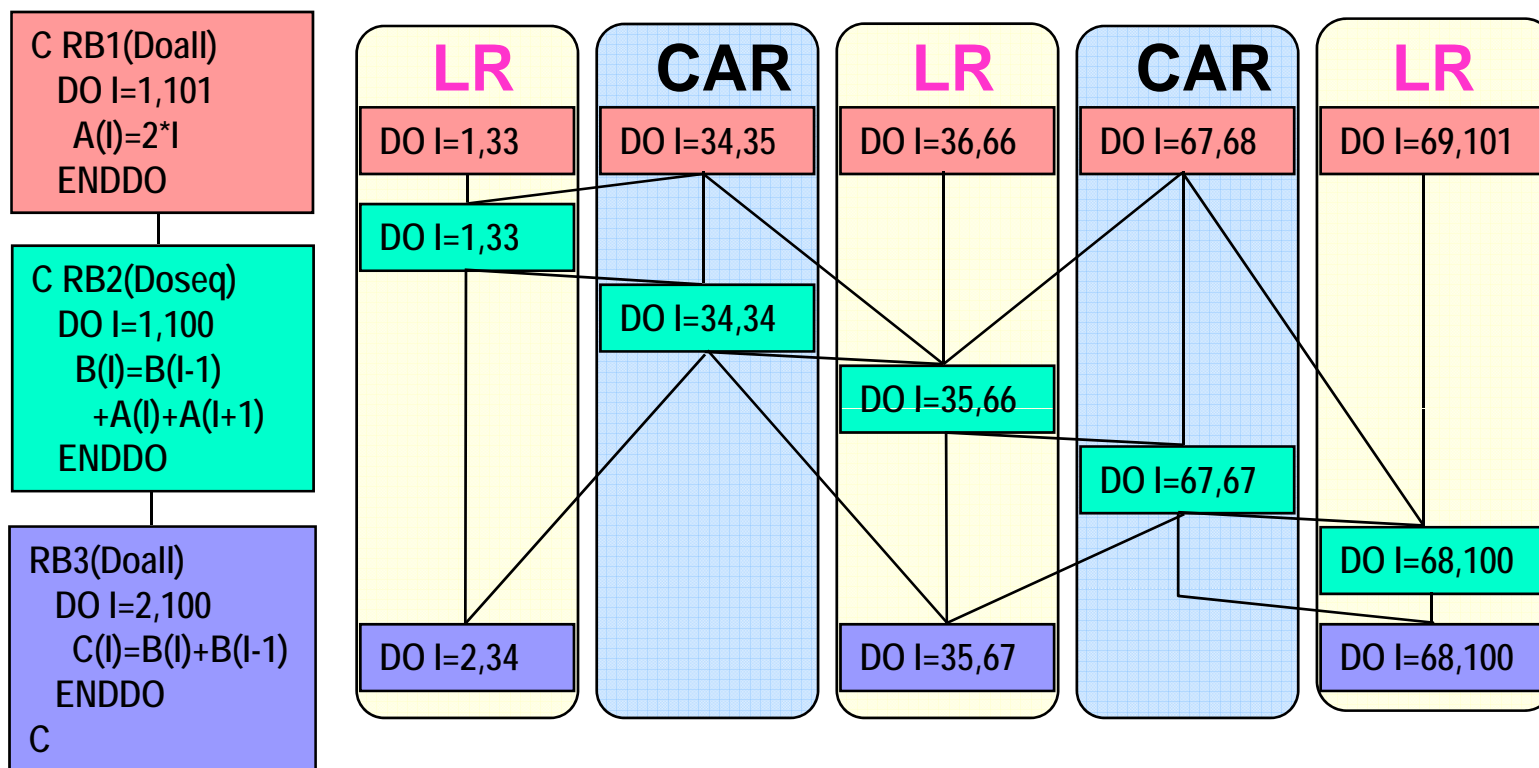 C RB1(Doall)
DO I=1,101
A(I)=2*I
ENDDO
C RB2(Doseq)
DO I=1,100
B(I)=B(I-1)
+A(I)+A(I+1)
ENDDO
RB3(Doall)
DO I=2,100
C(I)=B(I)+B(I-1)
ENDDO
C
LR
DO I=1,33
DO I=1,33
DO I=2,34
CAR
DO I=34,35
DO I=34,34
LR
DO I=36,66
DO I=35,66
DO I=35,67
CAR
DO I=67,68
DO I=67,67
LR
DO I=69,101
DO I=68,100
DO I=68,100